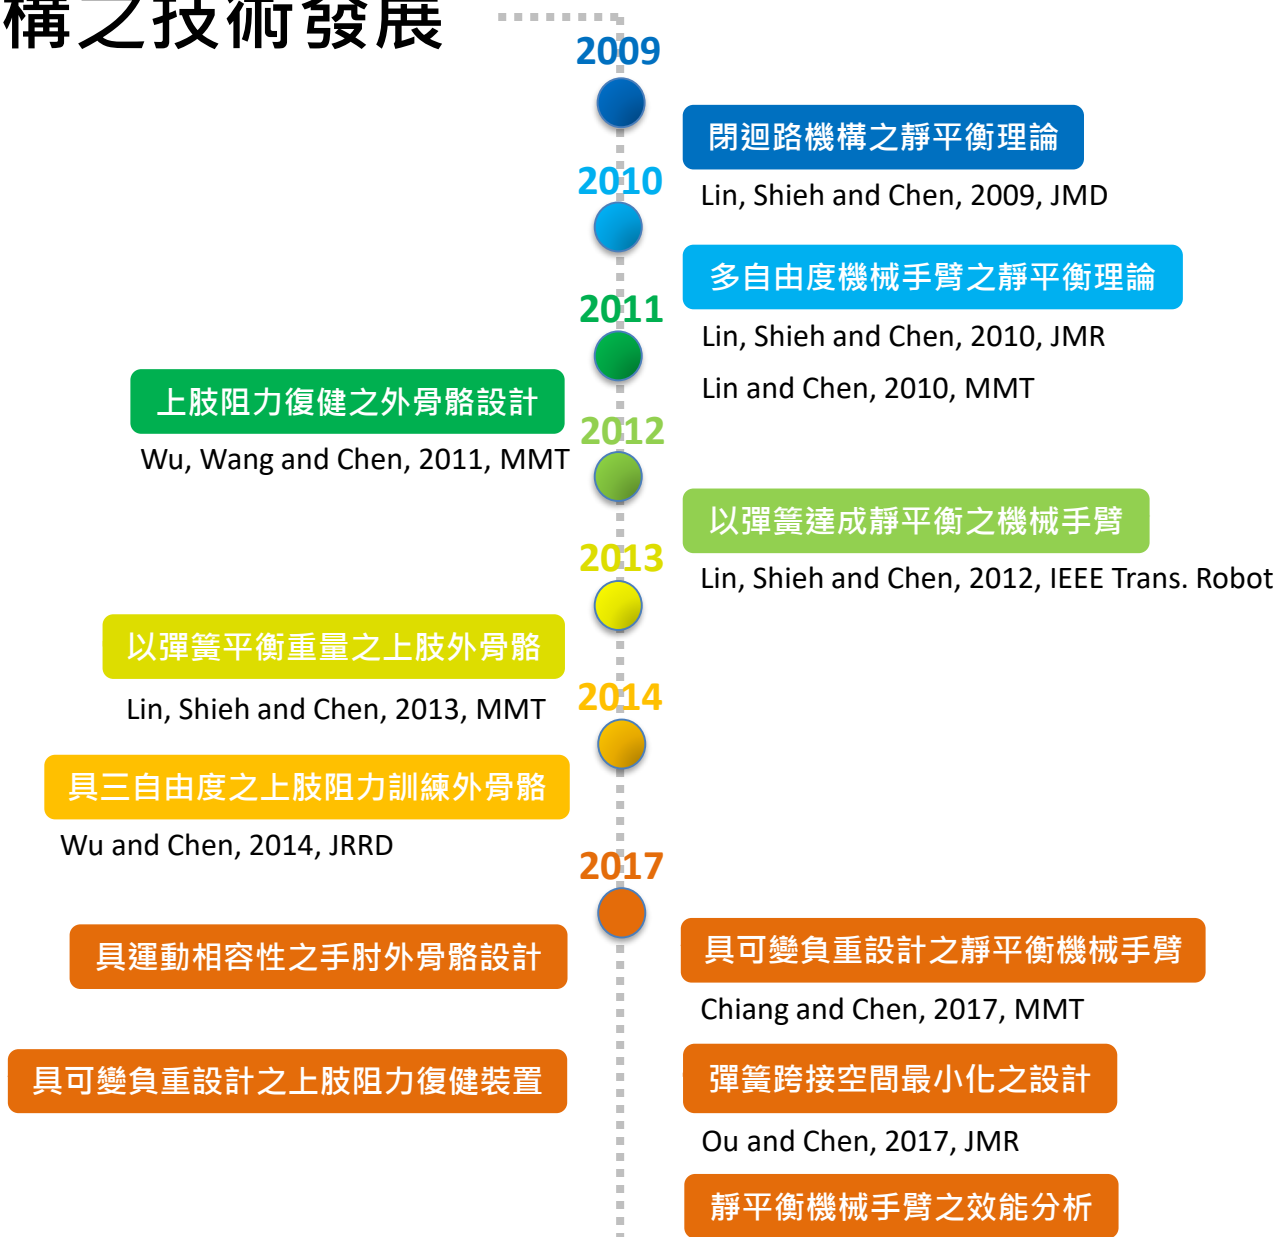 構之技術發展
2009
閉迴路機構之靜平衡理論
Lin, Shieh and Chen, 2009, JMD
2010
多自由度機械手臂之靜平衡理論
Lin, Shieh and Chen, 2010, JMR
Lin and Chen, 2010, MMT
2011
上肢阻力復健之外骨骼設計
Wu, Wang and Chen, 2011, MMT
2012
以彈簧達成靜平衡之機械手臂
Lin, Shieh and Chen, 2012, IEEE Trans. Robot
2013
以彈簧平衡重量之上肢外骨骼
Lin, Shieh and Chen, 2013, MMT
2014
具三自由度之上肢阻力訓練外骨骼
Wu and Chen, 2014, JRRD
2017
具運動相容性之手肘外骨骼設計
具可變負重設計之上肢阻力復健裝置
具可變負重設計之靜平衡機械手臂
Chiang and Chen, 2017, MMT
彈簧跨接空間最小化之設計
Ou and Chen, 2017, JMR
靜平衡機械手臂之效能分析